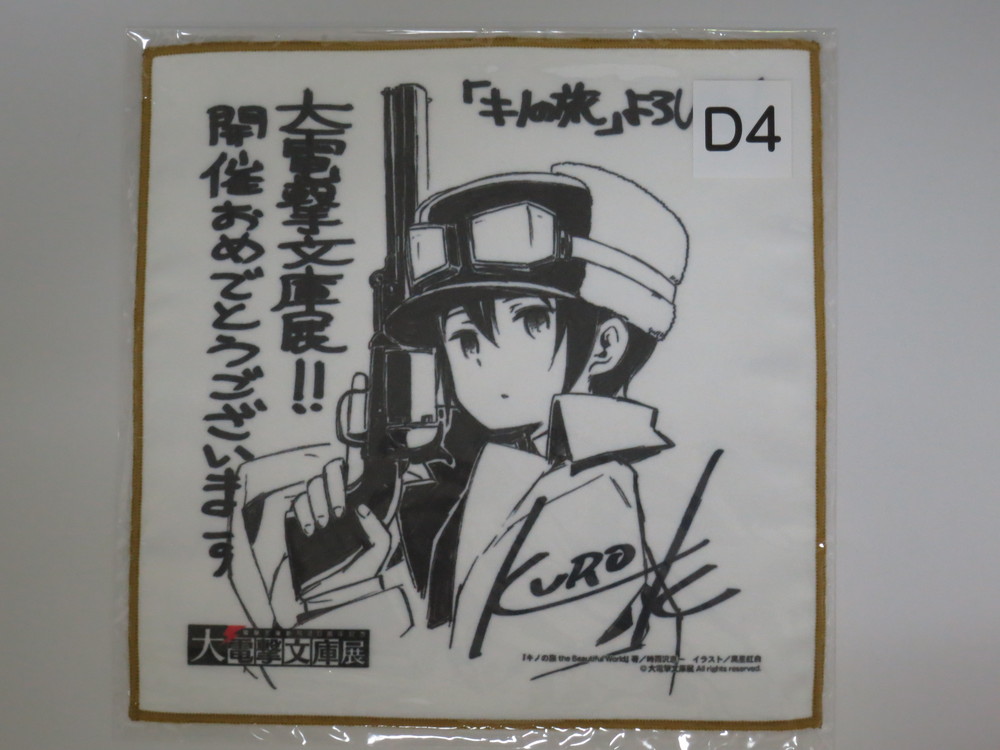 「キノの旅」よろし
D4
大電撃文庫展!!
開催おめでとうございます
KURO
大電撃文庫展
『キノの旅 the Beautiful World』 著/時雨沢恵一 イラスト/黒星紅白
©大電撃文庫展 All rights reserved.